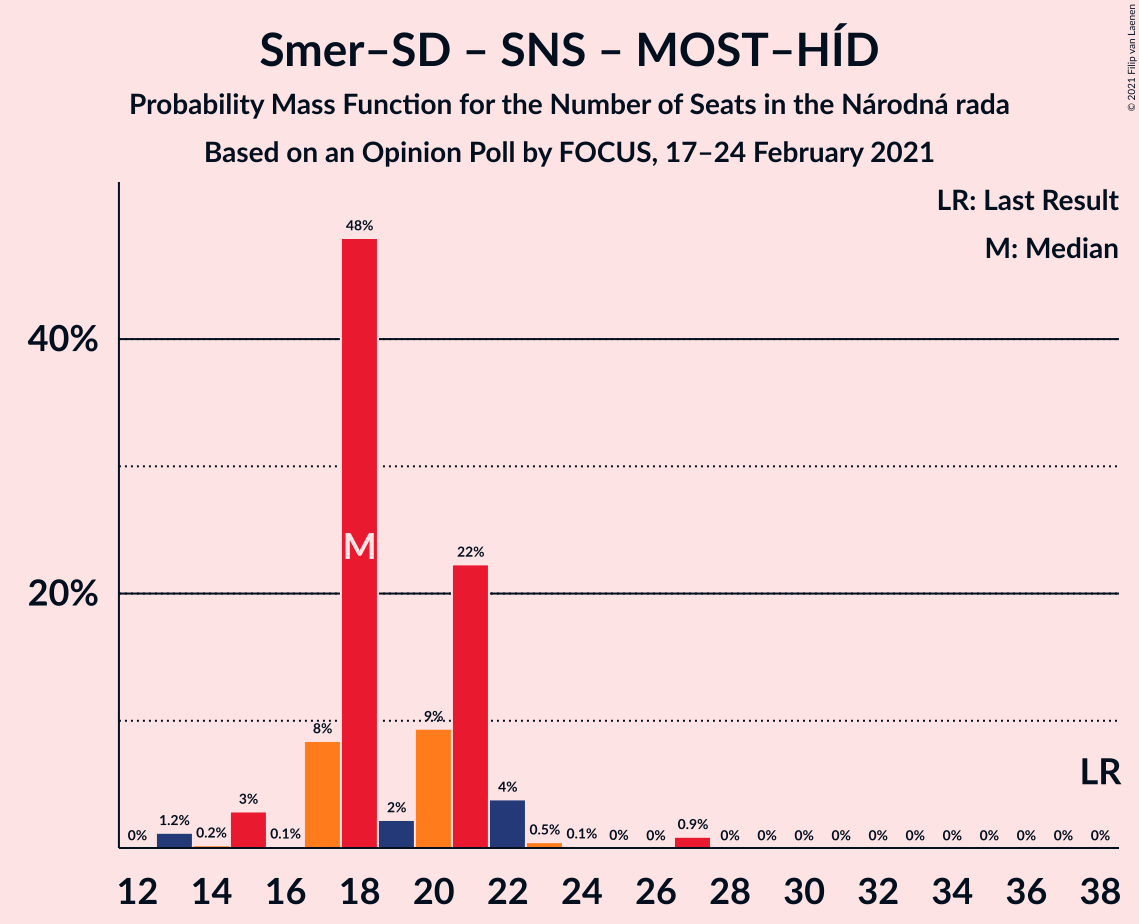 Smer–SD – SNS – MOST–HÍD
Probability Mass Function for the Number of Seats in the Národná rada
Based on an Opinion Poll by FOCUS, 17–24 February 2021
© 2021 Filip van Laenen
LR: Last Result
M: Median
40%
20%
0% 1.2% 0.2% 3% 0.1% 8% 48% 2% 9% 22% 4% 0.5% 0.1% 0% 0% 0.9% 0% 0% 0% 0% 0% 0% 0% 0% 0% 0% 0%
M
LR
12 14 16 18 20 22 24 26 28 30 32 34 36 38